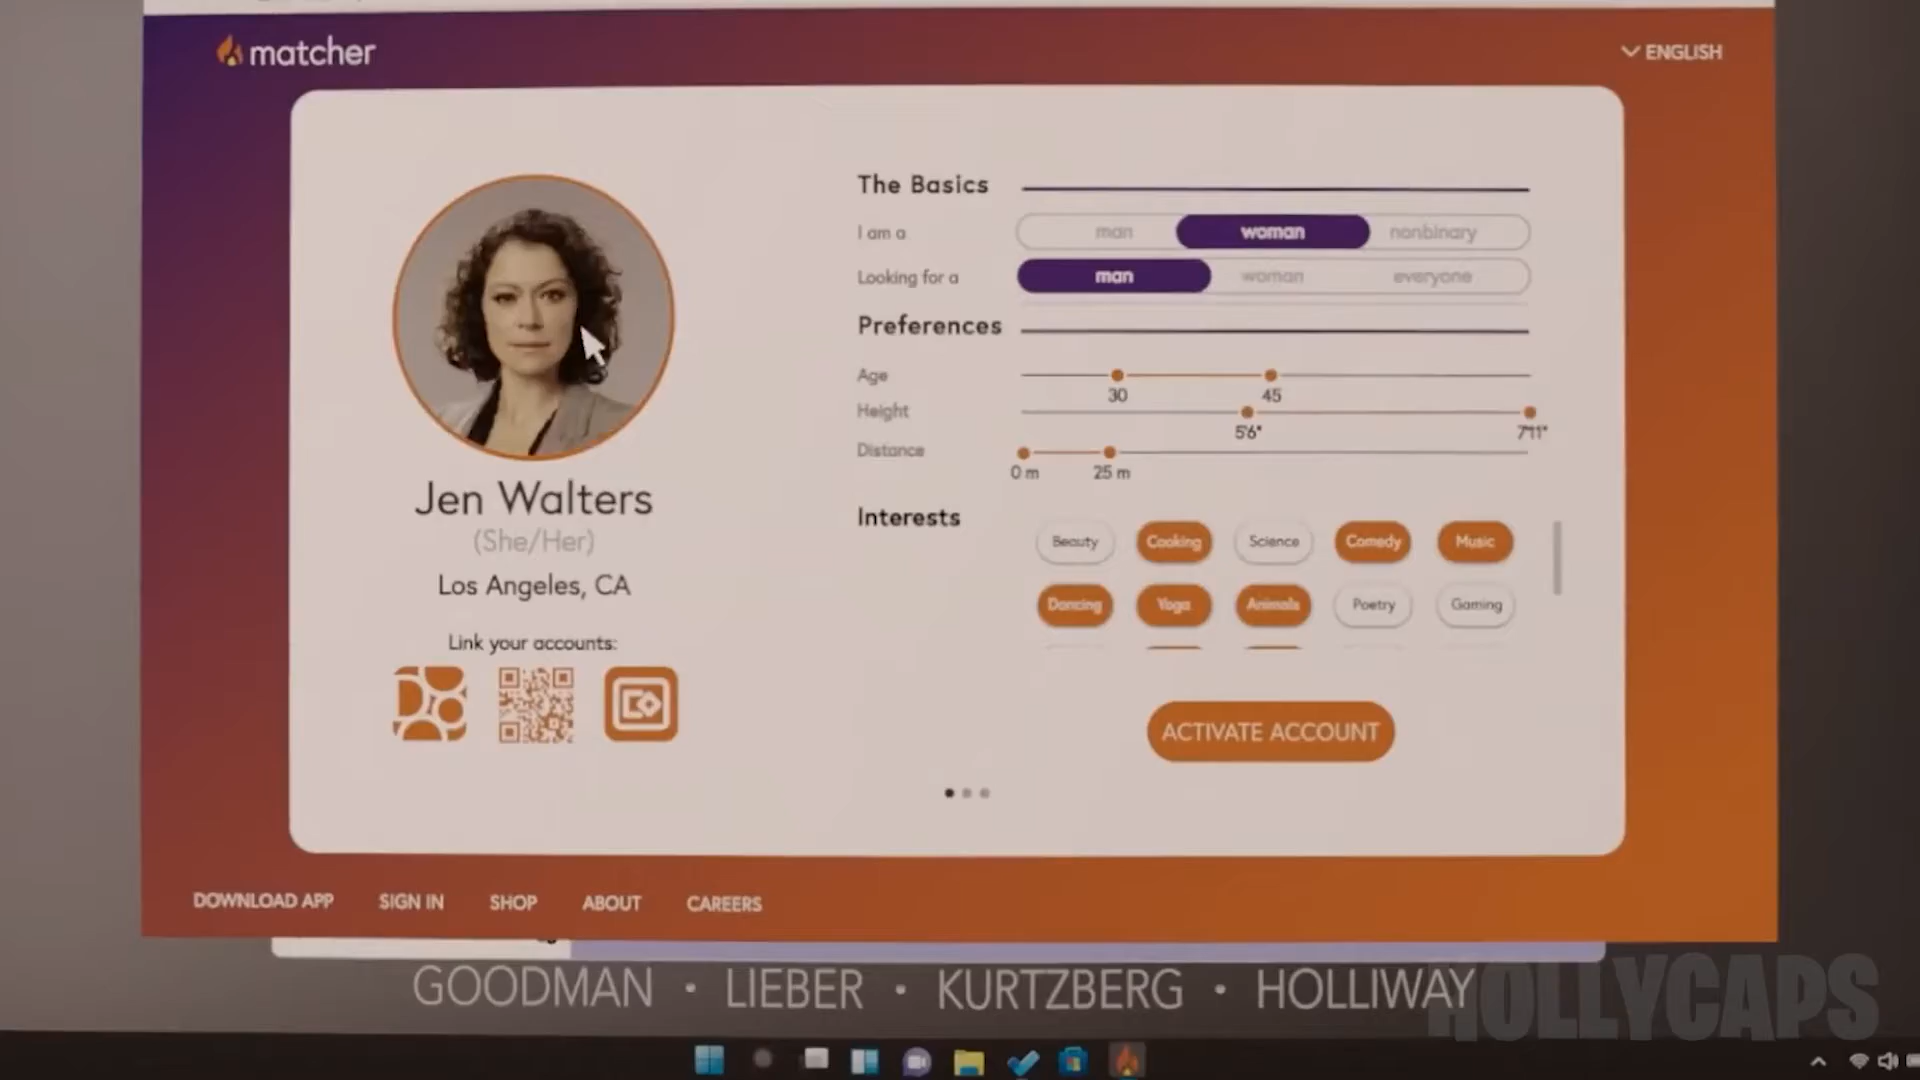 matcher
ENGLISH
The Basics
I am a
man
woman
nonbinary
Looking for a
man
woman
everyone
Preferences
Age
30
45
Height
5'6"
7'11"
Distance
0 m
25 m
Interests
Beauty
Cooking
Science
Comedy
Music
Dancing
Yoga
Animals
Poetry
Gaming
Jen Walters
(She/Her)
Los Angeles, CA
Link your accounts:
ACTIVATE ACCOUNT
DOWNLOAD APP
SIGN IN
SHOP
ABOUT
CAREERS
GOODMAN • LIEBER • KURTZBERG • HOLLIWAY
HOLLYCAPS